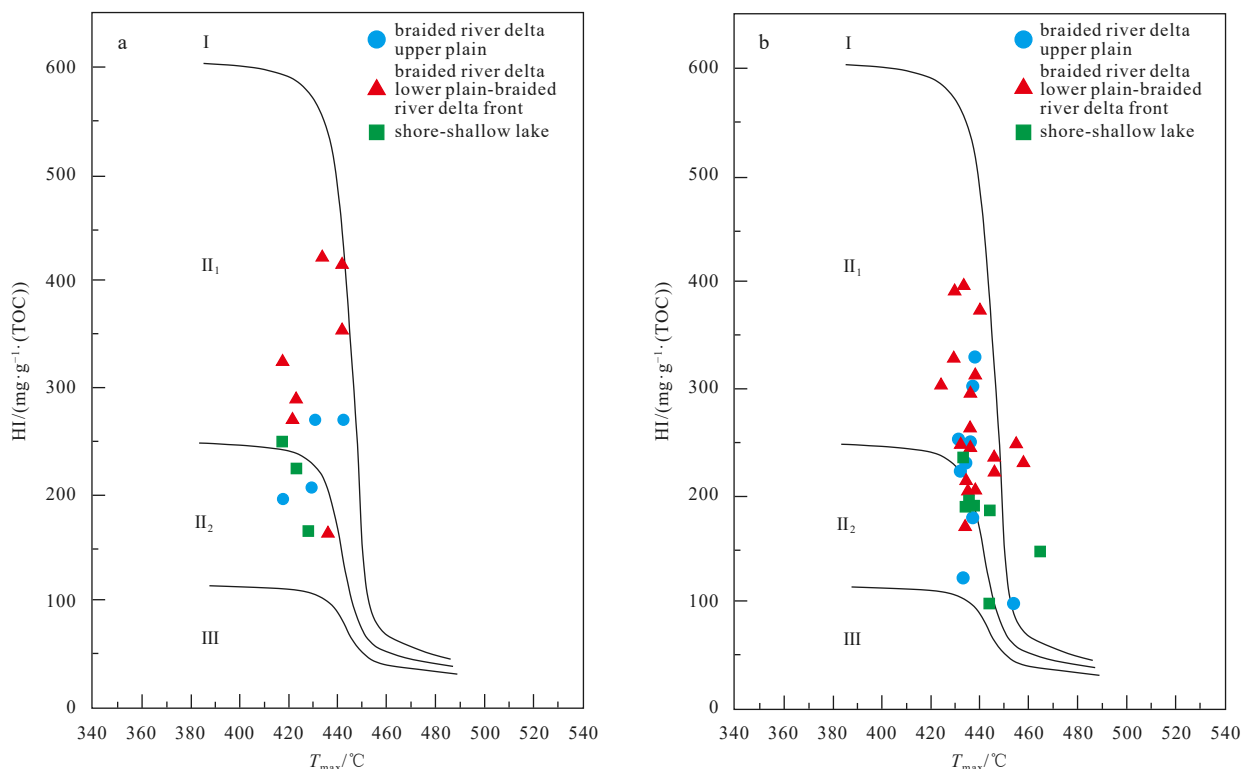 a
I
braided river delta
upper plain
braided river delta
lower plain-braided
river delta front
shore-shallow lake
600
500
II₁
400
300
II₂
200
100
III
0
HI/(mg·g⁻¹·(TOC))
340 360 380 400 420 440 460 480 500 520 540
Tmax/℃
b
I
braided river delta
upper plain
braided river delta
lower plain-braided
river delta front
shore-shallow lake
600
500
II₁
400
300
II₂
200
100
III
0
HI/(mg·g⁻¹·(TOC))
340 360 380 400 420 440 460 480 500 520 540
Tmax/℃